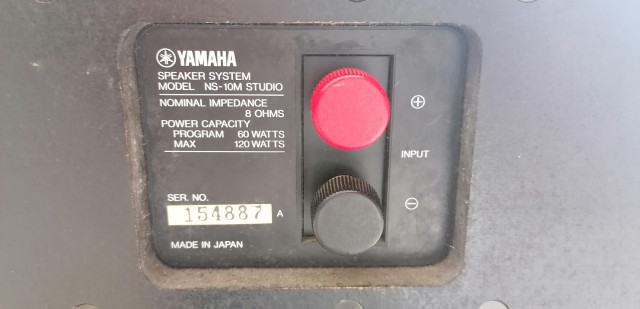 YAMAHA
SPEAKER SYSTEM
MODEL NS-10M STUDIO
NOMINAL IMPEDANCE
8 OHMS
POWER CAPACITY
PROGRAM 60 WATTS
MAX 120 WATTS
SER. NO.
154887 A
MADE IN JAPAN
+
INPUT
−